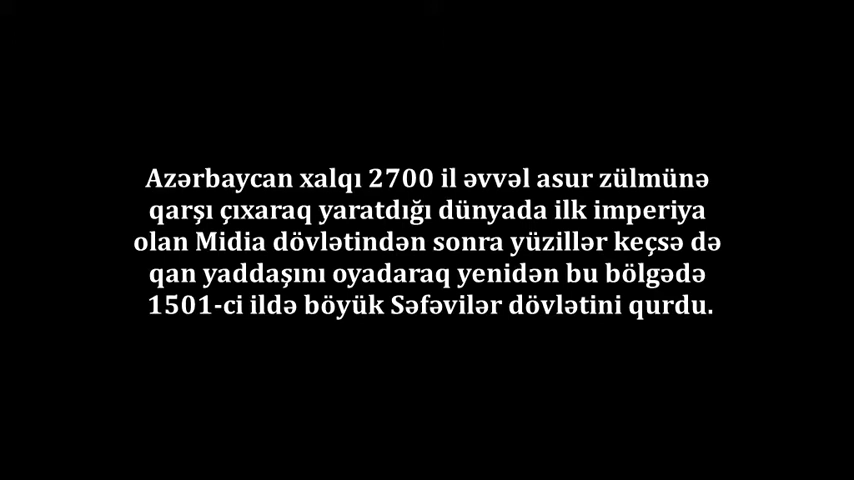 Azərbaycan xalqı 2700 il əvvəl asur zülmünə
qarşı çıxaraq yaratdığı dünyada ilk imperiya
olan Midia dövlətindən sonra yüzillər keçsə də
qan yaddaşını oyadaraq yenidən bu bölgədə
1501-ci ildə böyük Səfəvilər dövlətini qurdu.